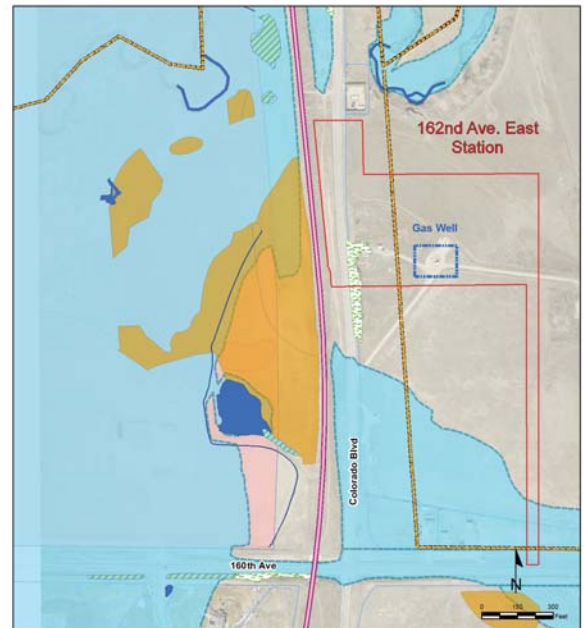 162nd Ave. East
Station
Gas Well
Colorado Blvd
160th Ave
N
0 150 300
Feet